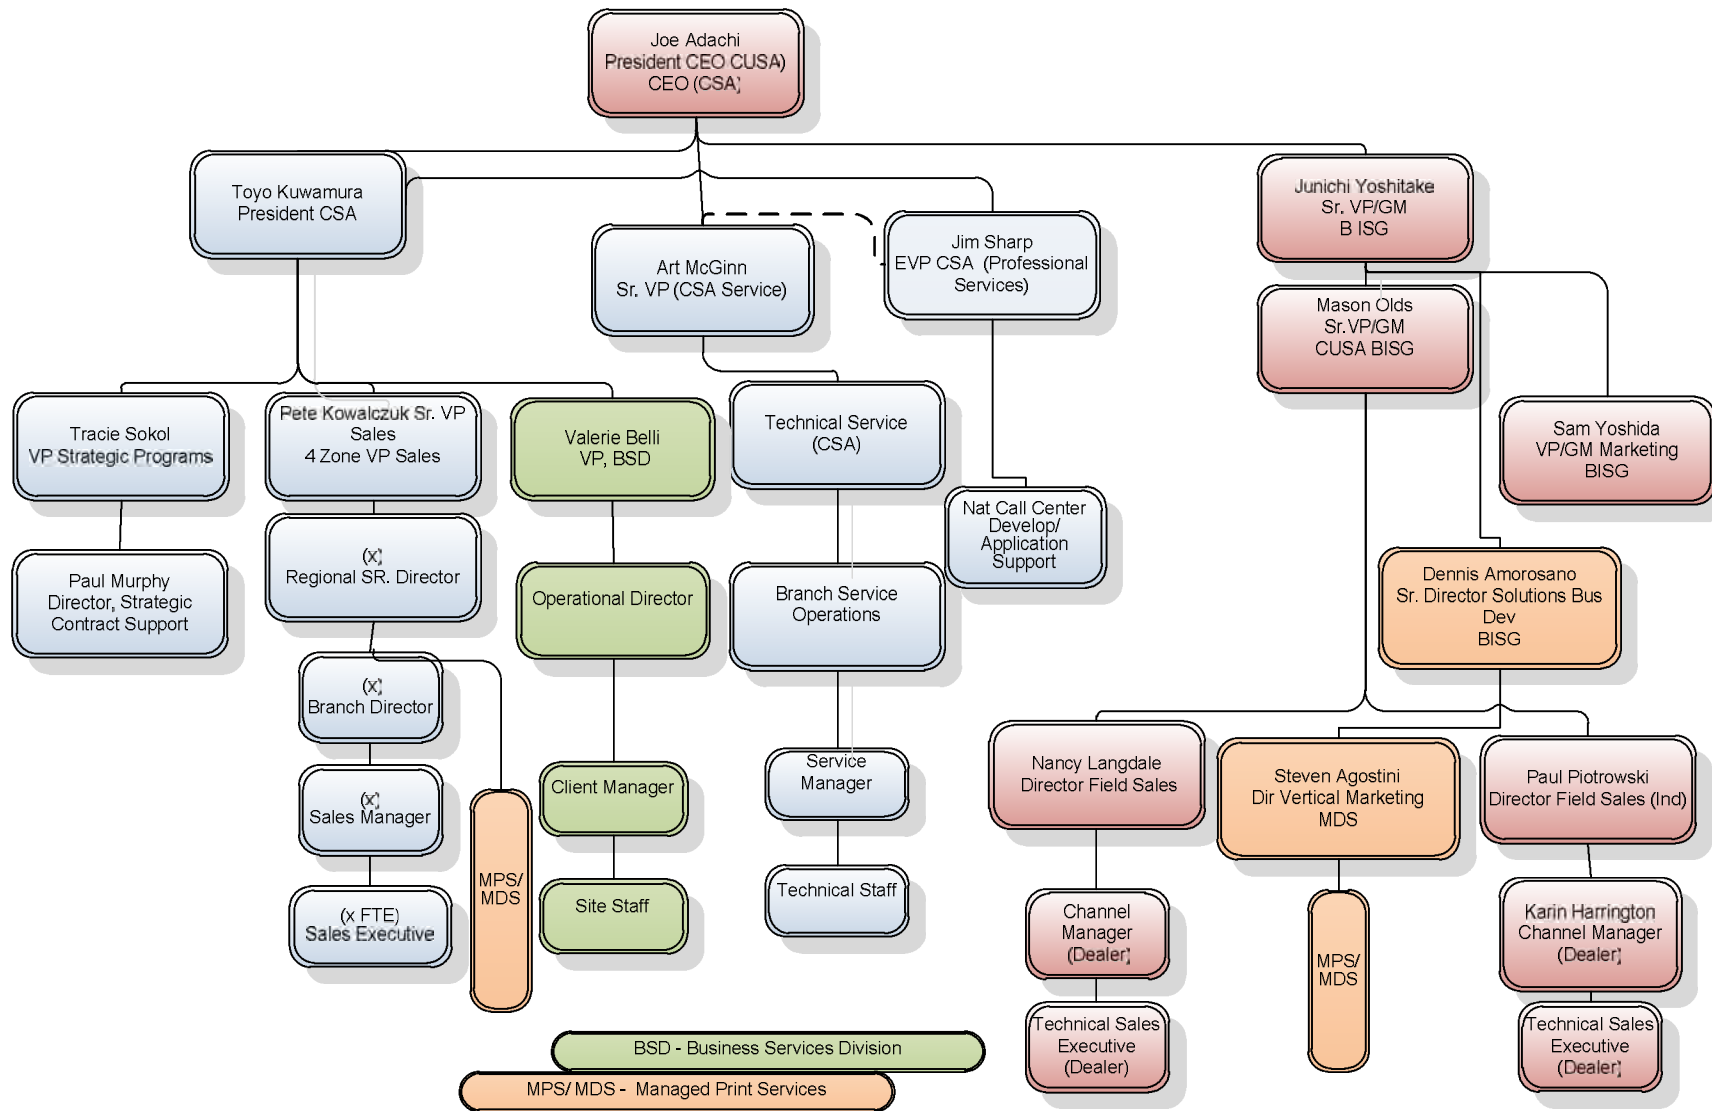 Joe Adachi
President CEO CUSA)
CEO (CSA)
Toyo Kuwamura
President CSA
Art McGinn
Sr. VP (CSA Service)
Jim Sharp
EVP CSA (Professional
Services)
Junichi Yoshitake
Sr. VP/GM
B ISG
Mason Olds
Sr.VP/GM
CUSA BISG
Tracie Sokol
VP Strategic Programs
Pete Kowalczuk Sr. VP
Sales
4 Zone VP Sales
Valerie Belli
VP, BSD
Technical Service
(CSA)
Sam Yoshida
VP/GM Marketing
BISG
Nat Call Center
Develop/
Application
Support
Paul Murphy
Director, Strategic
Contract Support
(x)
Regional SR. Director
Operational Director
Branch Service
Operations
Dennis Amorosano
Sr. Director Solutions Bus
Dev
BISG
(x)
Branch Director
Nancy Langdale
Director Field Sales
Steven Agostini
Dir Vertical Marketing
MDS
Paul Piotrowski
Director Field Sales (Ind)
(x)
Sales Manager
Client Manager
Service
Manager
MPS/
MDS
(x FTE)
Sales Executive
Site Staff
Technical Staff
Channel
Manager
(Dealer)
MPS/
MDS
Karin Harrington
Channel Manager
(Dealer)
Technical Sales
Executive
(Dealer)
Technical Sales
Executive
(Dealer)
BSD - Business Services Division
MPS/ MDS - Managed Print Services